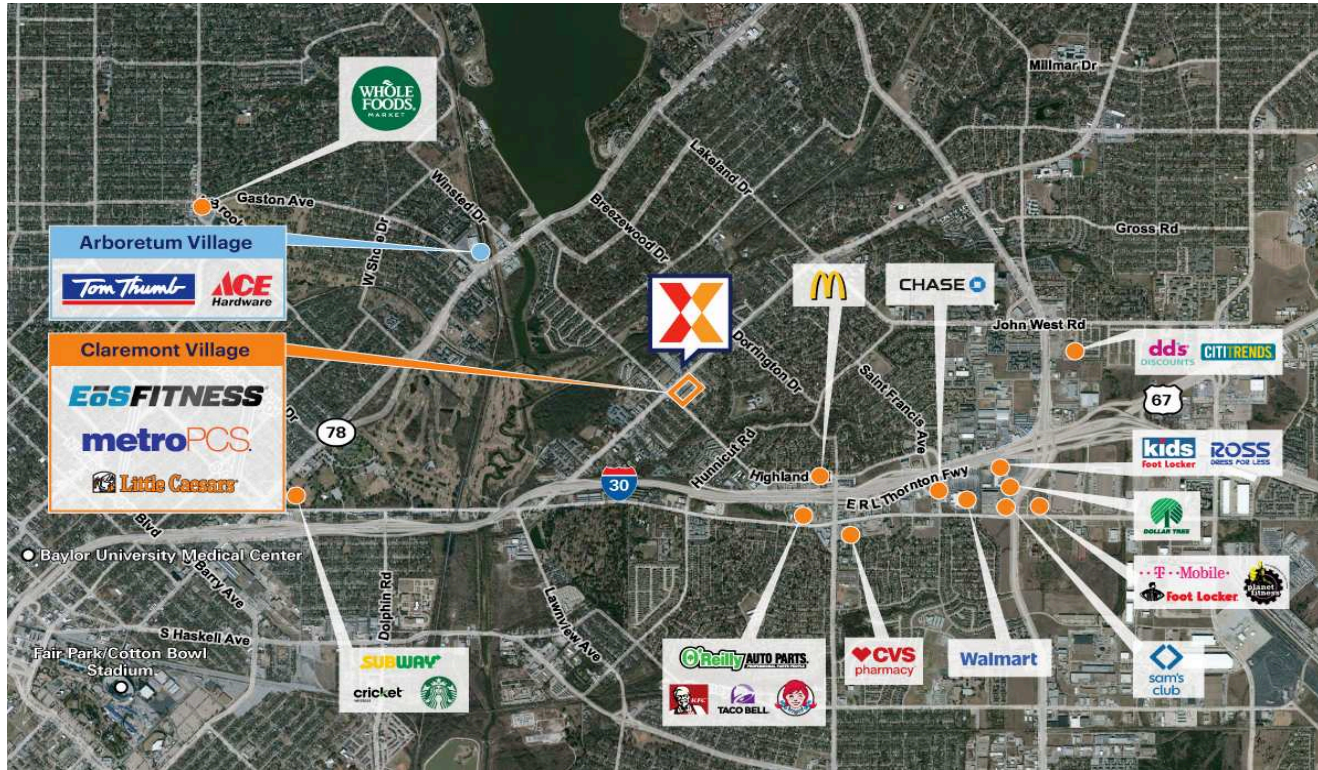 Millmar Dr
WHOLE
FOODS
MARKET
Lakeland Dr
Winsted Dr
Gaston Ave
Breezewood Dr
Gross Rd
Arboretum Village
Tom Thumb
ACE
Hardware
W Shore Dr
CHASE
John West Rd
Dorrington Dr
dd's
DISCOUNTS
CITITRENDS
Claremont Village
EōS FITNESS
metroPCS.
Little Caesars
Dr
78
Saint Francis Ave
67
Hunnicut Rd
Highland
30
E R L Thornton Fwy
kids
Foot Locker
ROSS
DRESS FOR LESS
DOLLAR TREE
Blvd
Baylor University Medical Center
S Barry Ave
Dolphin Rd
Lawnview Ave
T Mobile
Foot Locker
planet
fitness
S Haskell Ave
Fair Park/Cotton Bowl
Stadium
SUBWAY
cricket
O'Reilly AUTO PARTS
KFC
TACO BELL
CVS
pharmacy
Walmart
sam's
club